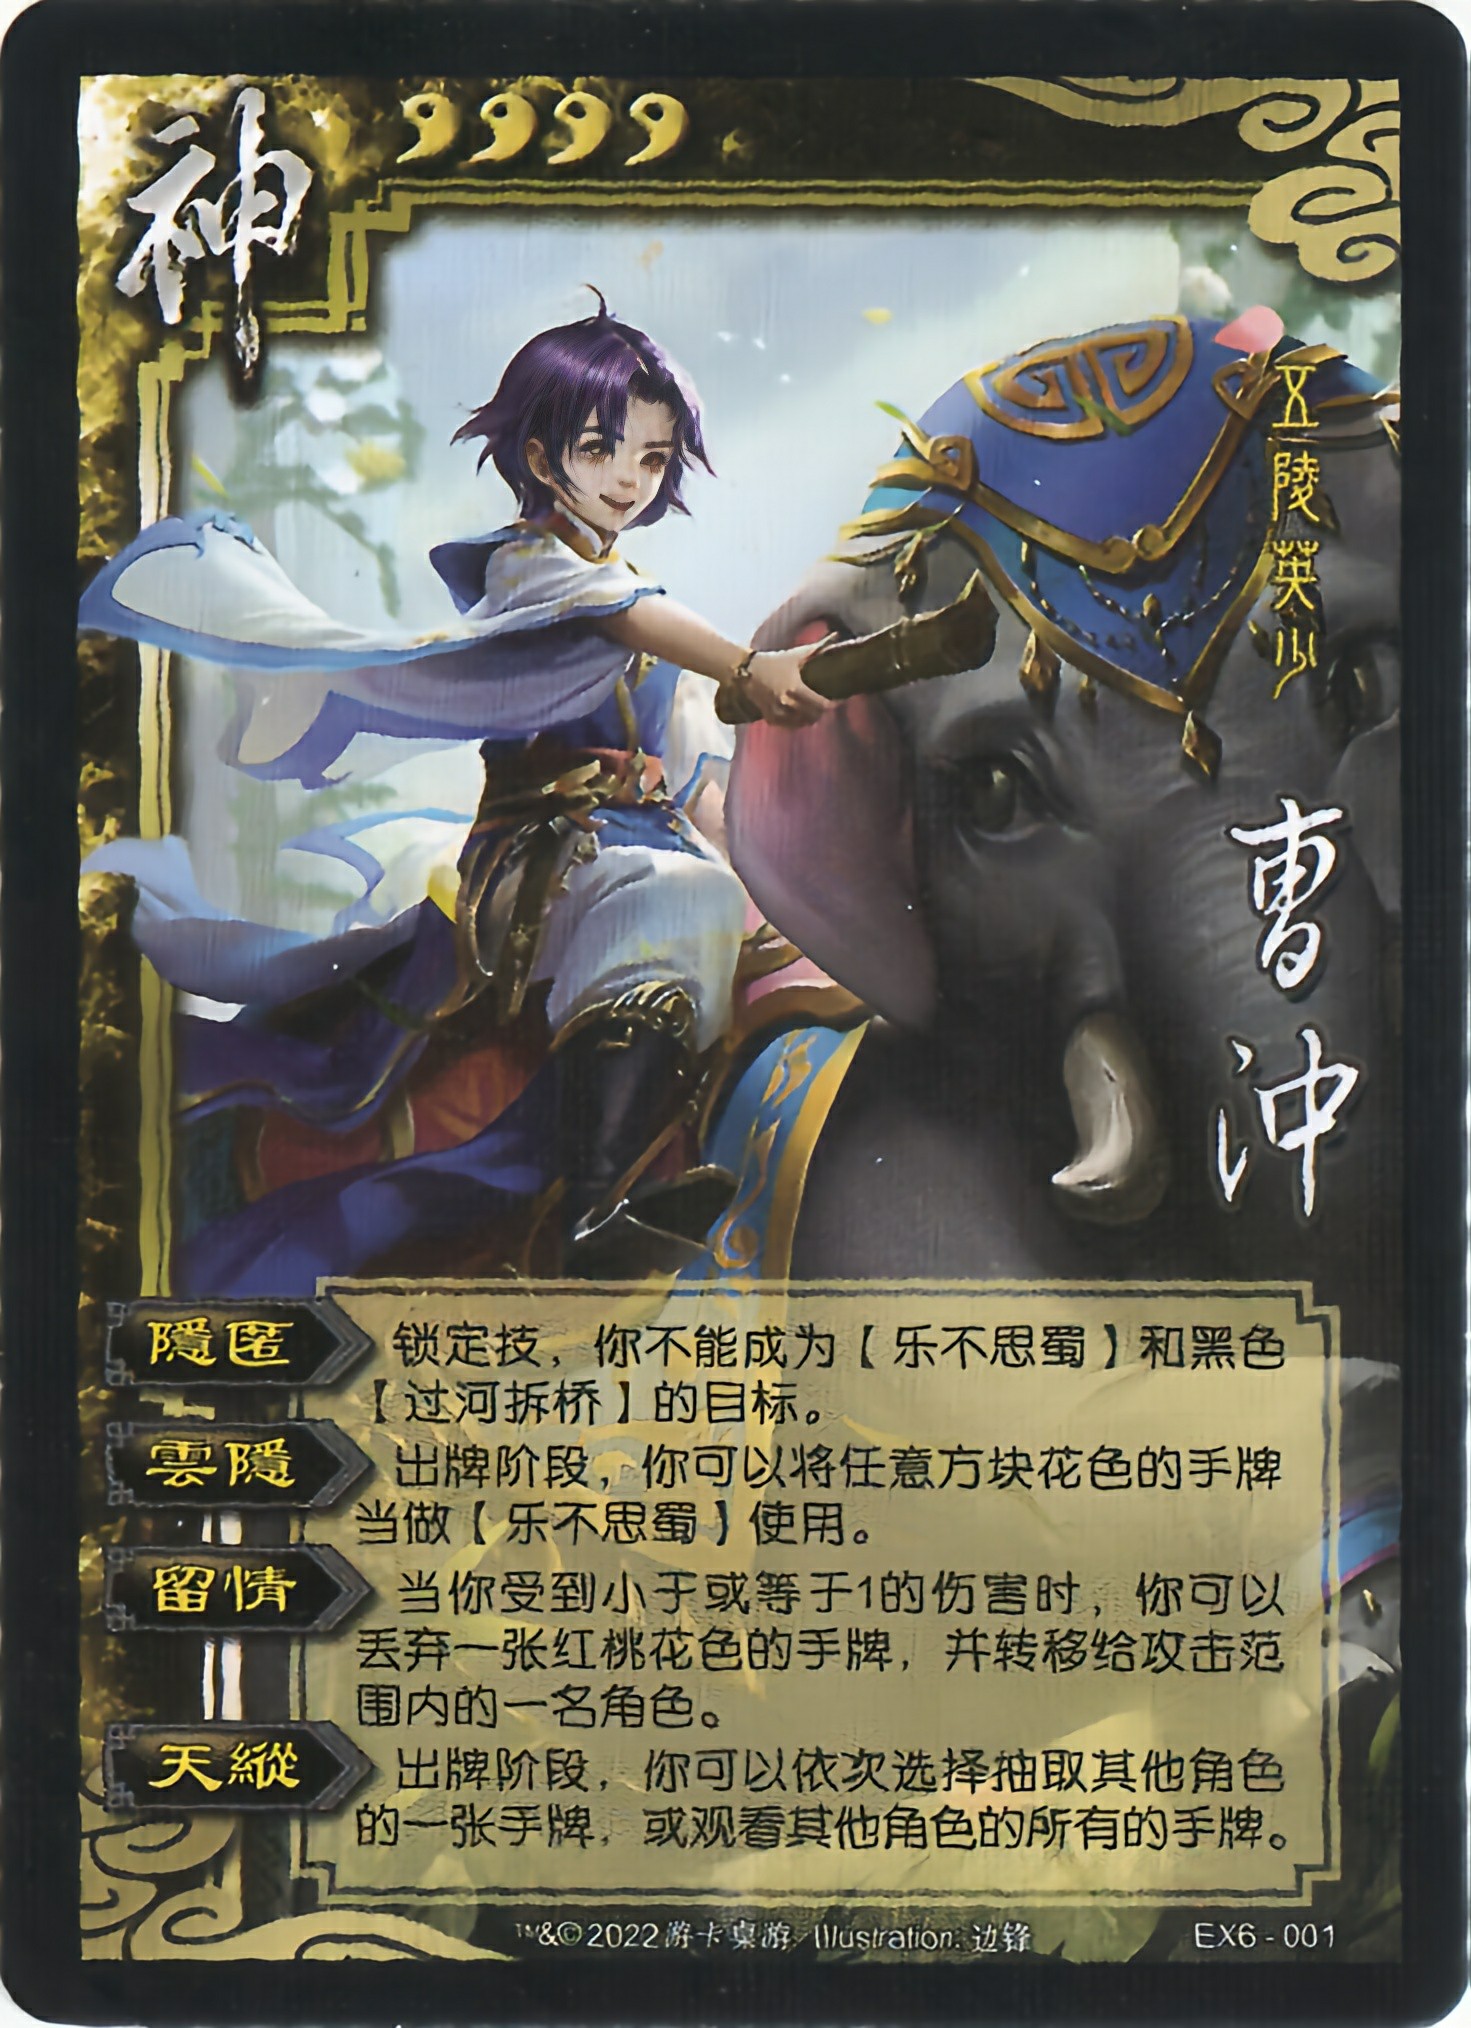 神
五陵英少
曹冲
隱匿
锁定技，你不能成为【乐不思蜀】和黑色
【过河拆桥】的目标。
雲隱
出牌阶段，你可以将任意方块花色的手牌
当做【乐不思蜀】使用。
留情
当你受到小于或等于1的伤害时，你可以
丢弃一张红桃花色的手牌，并转移给攻击范
围内的一名角色。
天縱
出牌阶段，你可以依次选择抽取其他角色
的一张手牌，或观看其他角色的所有的手牌。
™&©2022游卡桌游 Illustration: 边锋
EX6-001